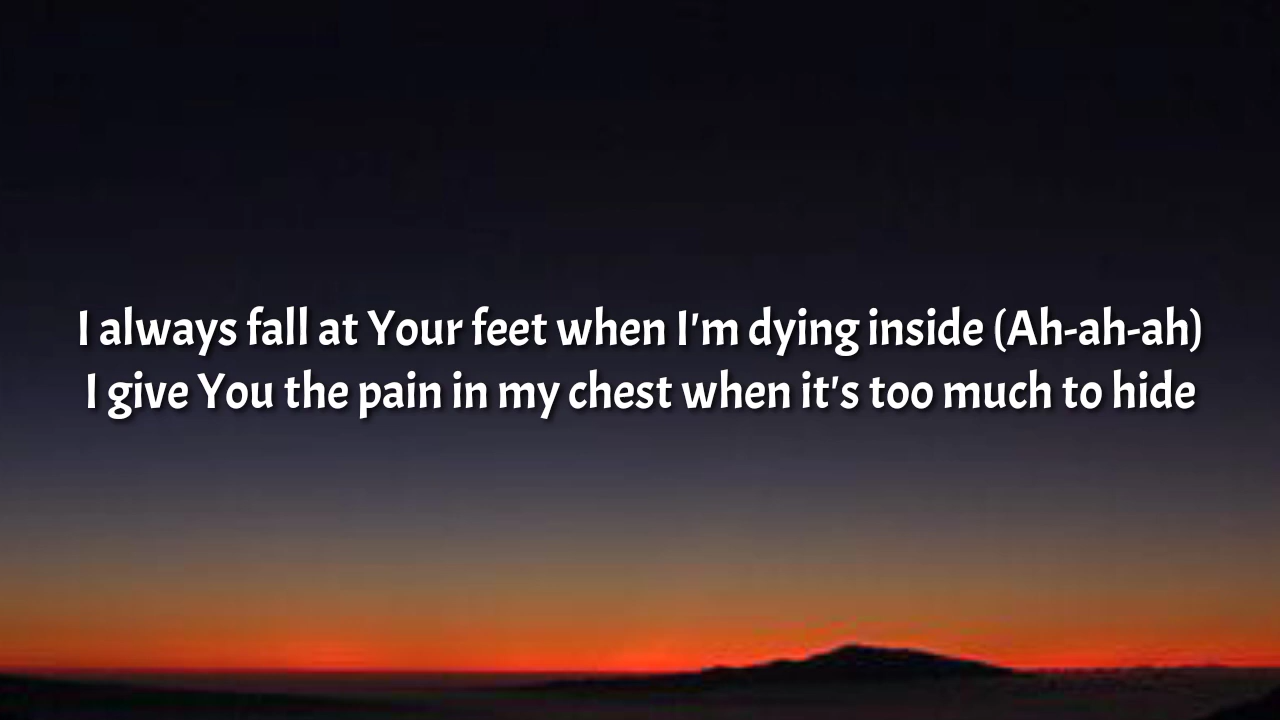 I always fall at Your feet when I'm dying inside (Ah-ah-ah)
I give You the pain in my chest when it's too much to hide